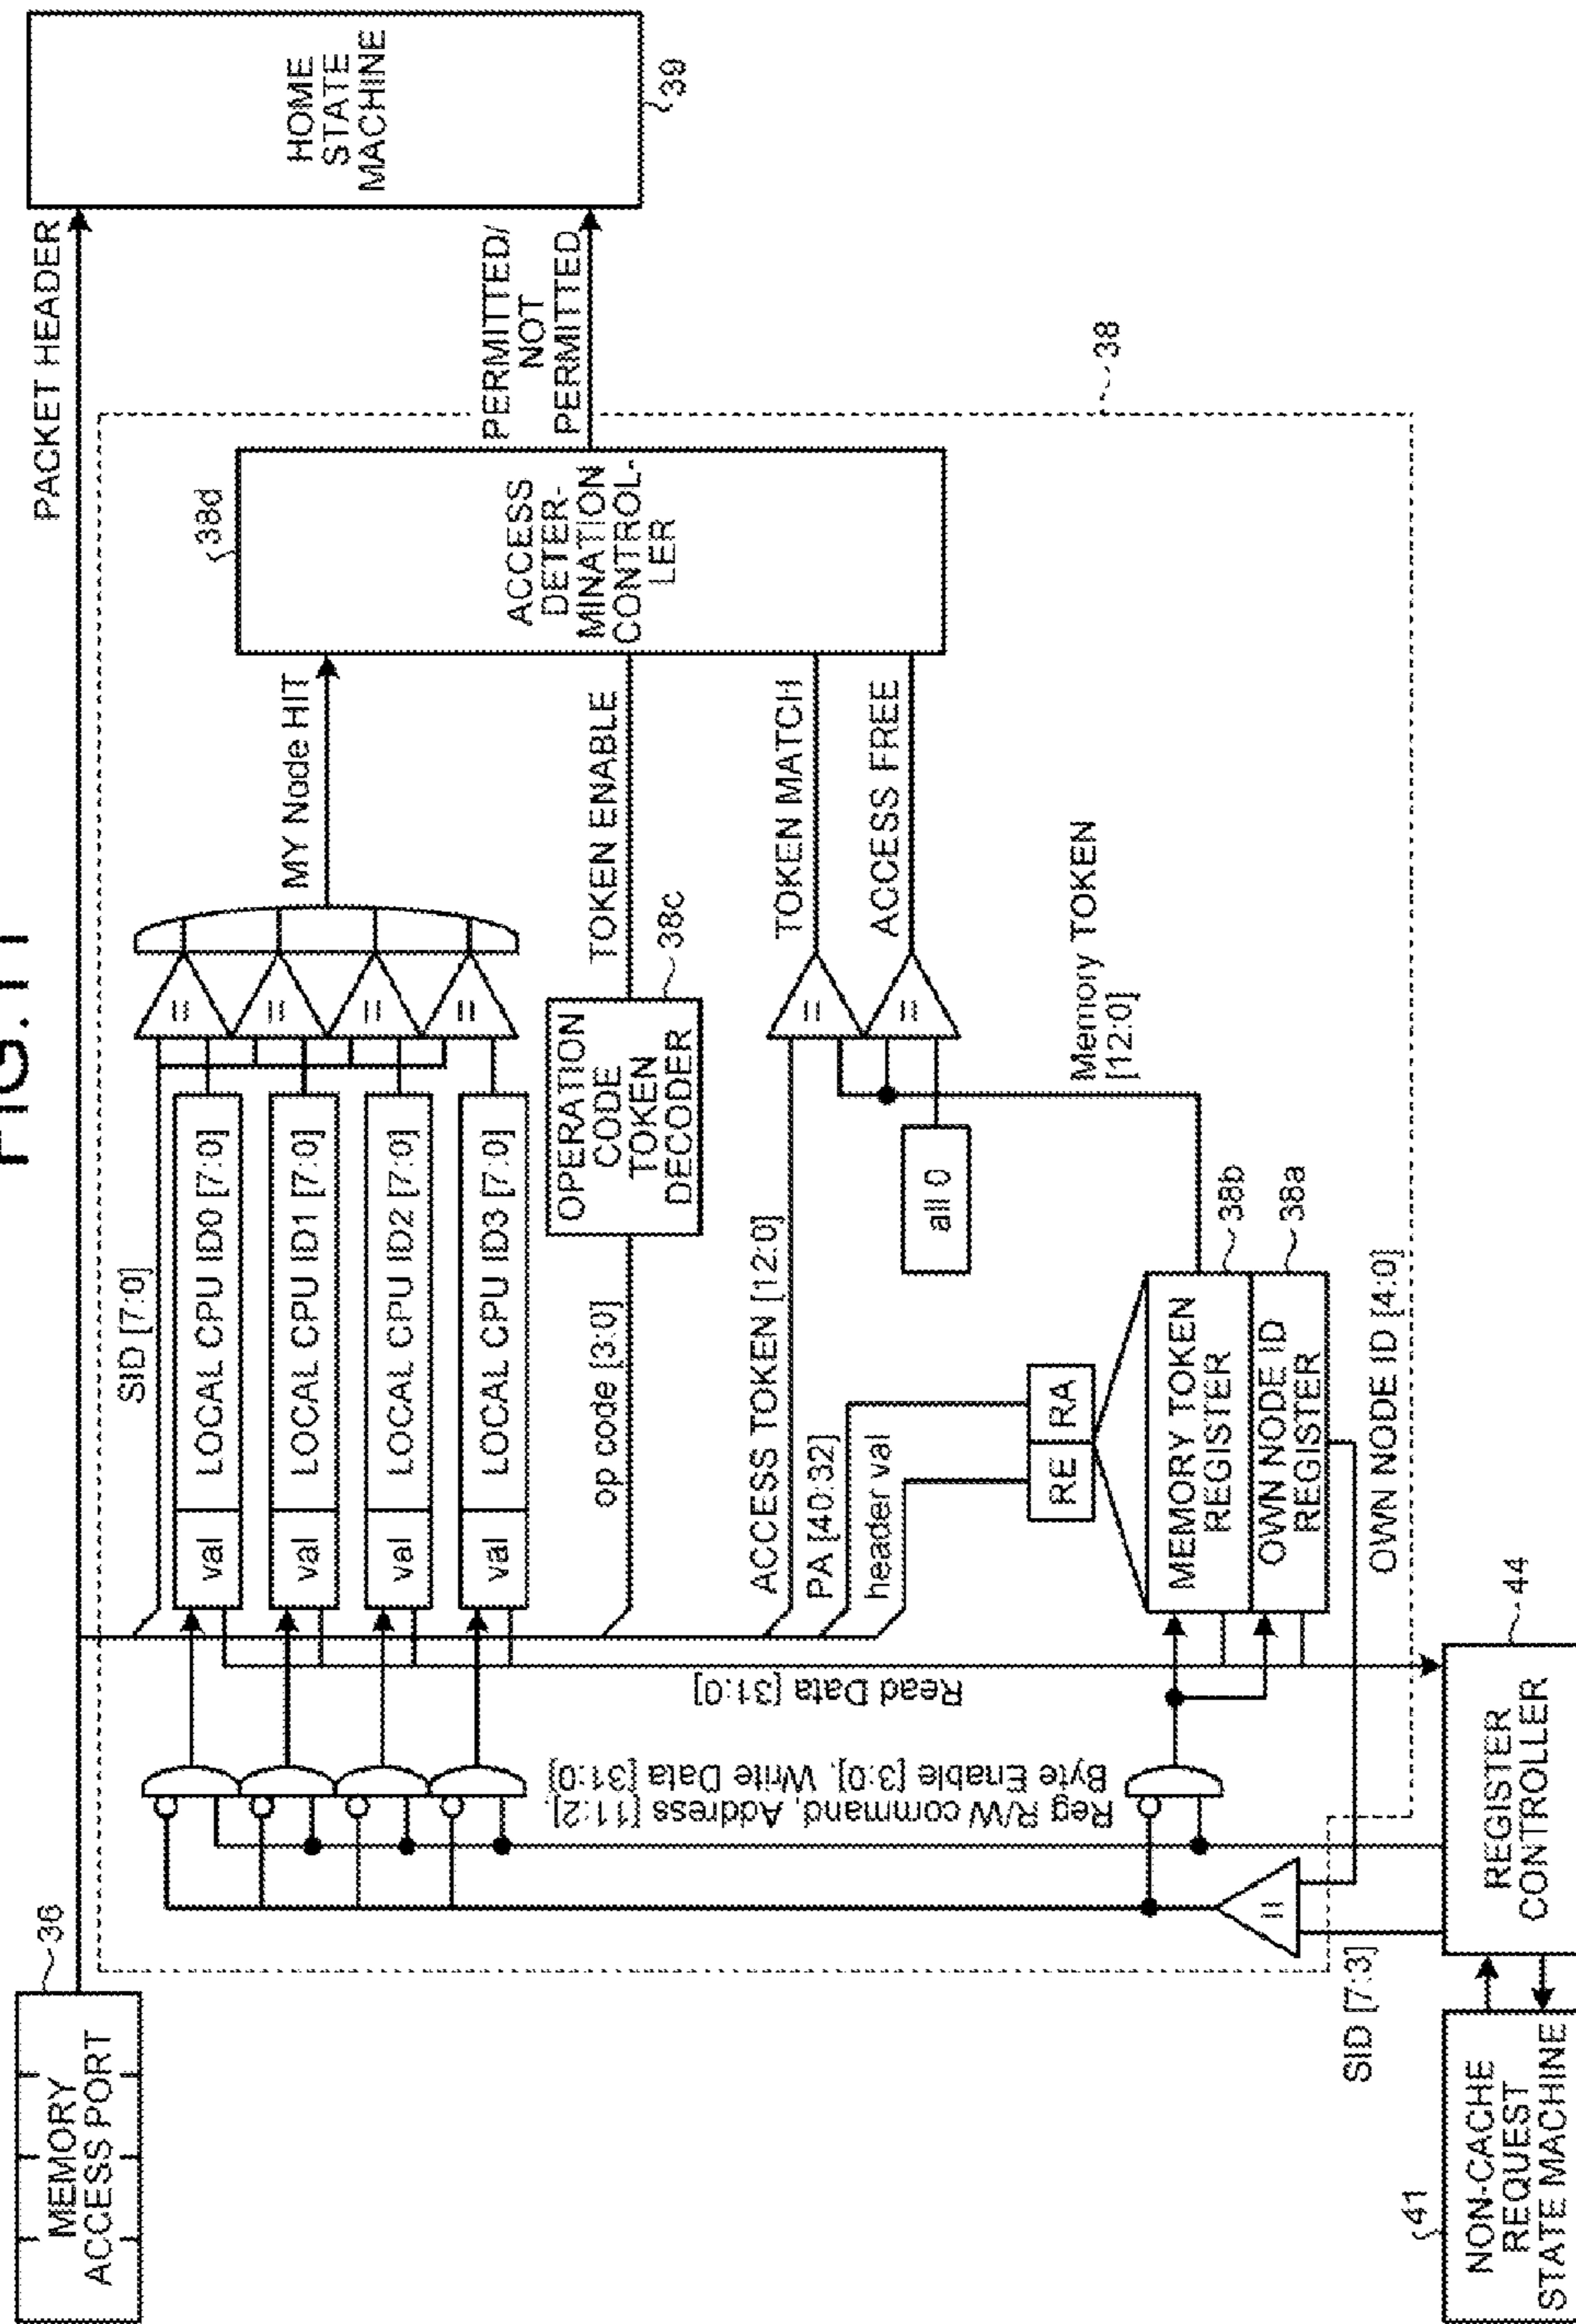 FIG. 11
MEMORY
ACCESS PORT
36
PACKET HEADER
HOME
STATE
MACHINE
39
SID [7:0]
val
LOCAL CPU ID0 [7:0]
val
LOCAL CPU ID1 [7:0]
val
LOCAL CPU ID2 [7:0]
val
LOCAL CPU ID3 [7:0]
=
=
=
=
MY Node HIT
38d
ACCESS
DETER-
MINATION
CONTROL-
LER
PERMITTED/
NOT
PERMITTED
38
op code [3:0]
OPERATION
CODE
TOKEN
DECODER
38c
TOKEN ENABLE
ACCESS TOKEN [12:0]
PA [40:32]
header val
=
=
TOKEN MATCH
ACCESS FREE
all 0
Memory TOKEN
[12:0]
RE
RA
MEMORY TOKEN
REGISTER
38b
OWN NODE ID
REGISTER
38a
OWN NODE ID [4:0]
Read Data [31:0]
Reg R/W command, Address [11:2],
Byte Enable [3:0], Write Data [31:0]
=
SID [7:3]
REGISTER
CONTROLLER
44
41
NON-CACHE
REQUEST
STATE MACHINE